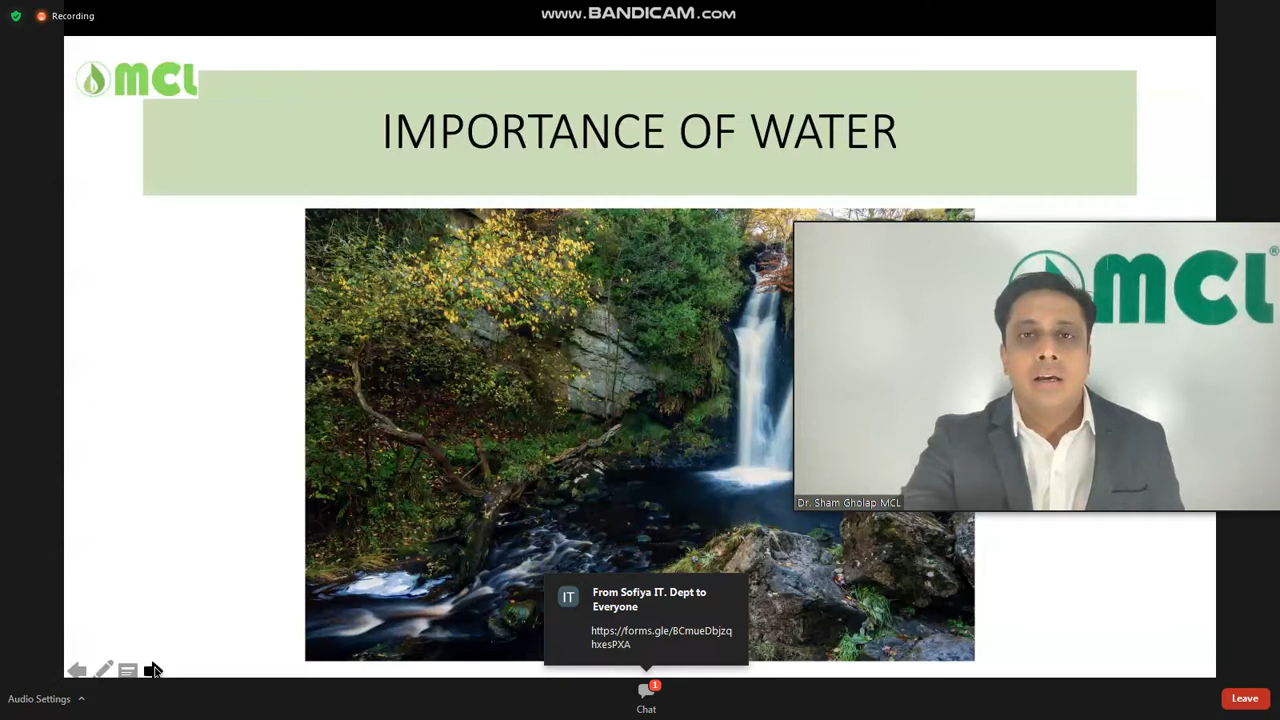 Recording
WWW.BANDICAM.COM
MCL
IMPORTANCE OF WATER
MCL®
Dr. Sham Gholap MCL
IT
From Sofiya IT. Dept to
Everyone
https://forms.gle/BCmueDbjzq
hxesPXA
Audio Settings
1
Chat
Leave